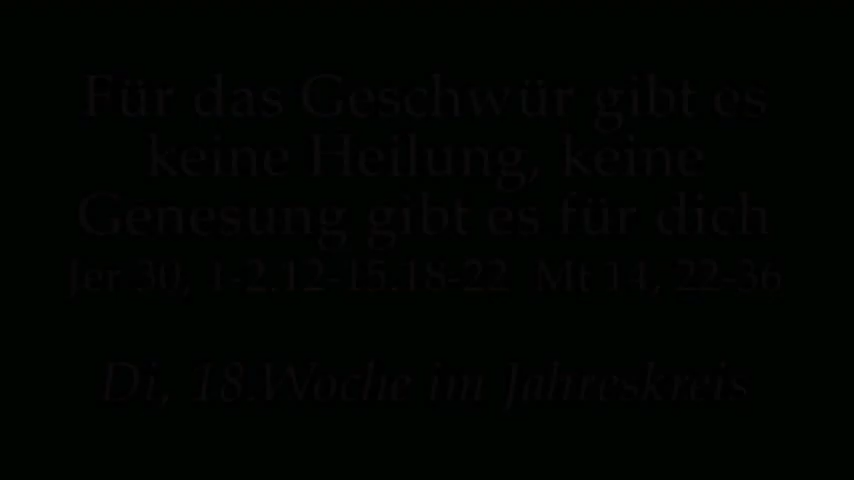 Für das Geschwür gibt es
keine Heilung, keine
Genesung gibt es für dich
Jer 30, 1-2.12-15.18-22 Mt 14, 22-36
Di, 18.Woche im Jahreskreis